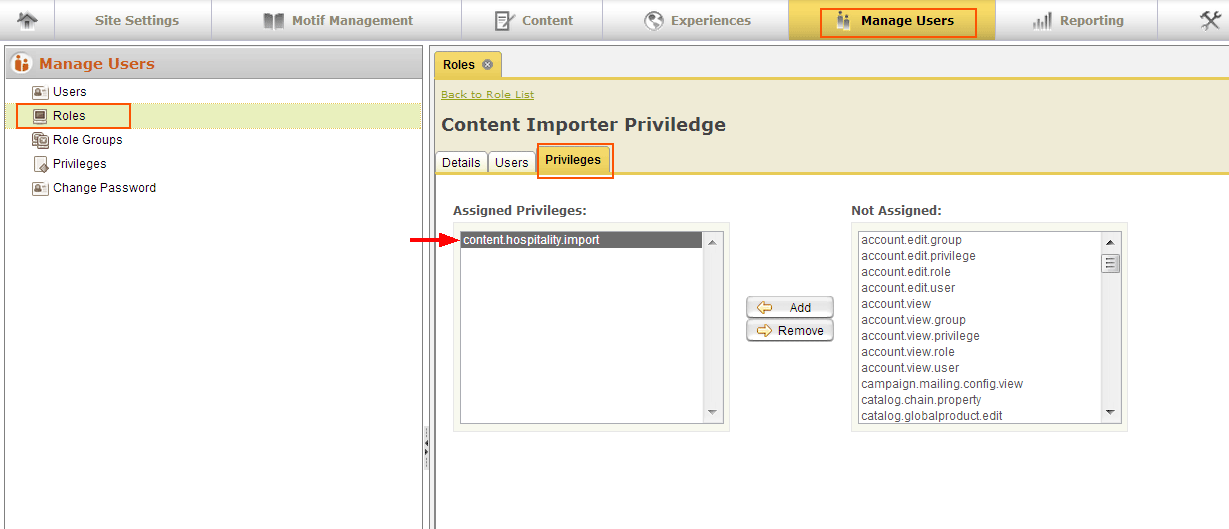 Site Settings Motif Management Content Experiences Manage Users Reporting
Manage Users
Users
Roles
Role Groups
Privileges
Change Password
Roles
Back to Role List
Content Importer Priviledge
Details Users Privileges
Assigned Privileges:
content.hospitality.import
Add
Remove
Not Assigned:
account.edit.group
account.edit.privilege
account.edit.role
account.edit.user
account.view
account.view.group
account.view.privilege
account.view.role
account.view.user
campaign.mailing.config.view
catalog.chain.property
catalog.globalproduct.edit